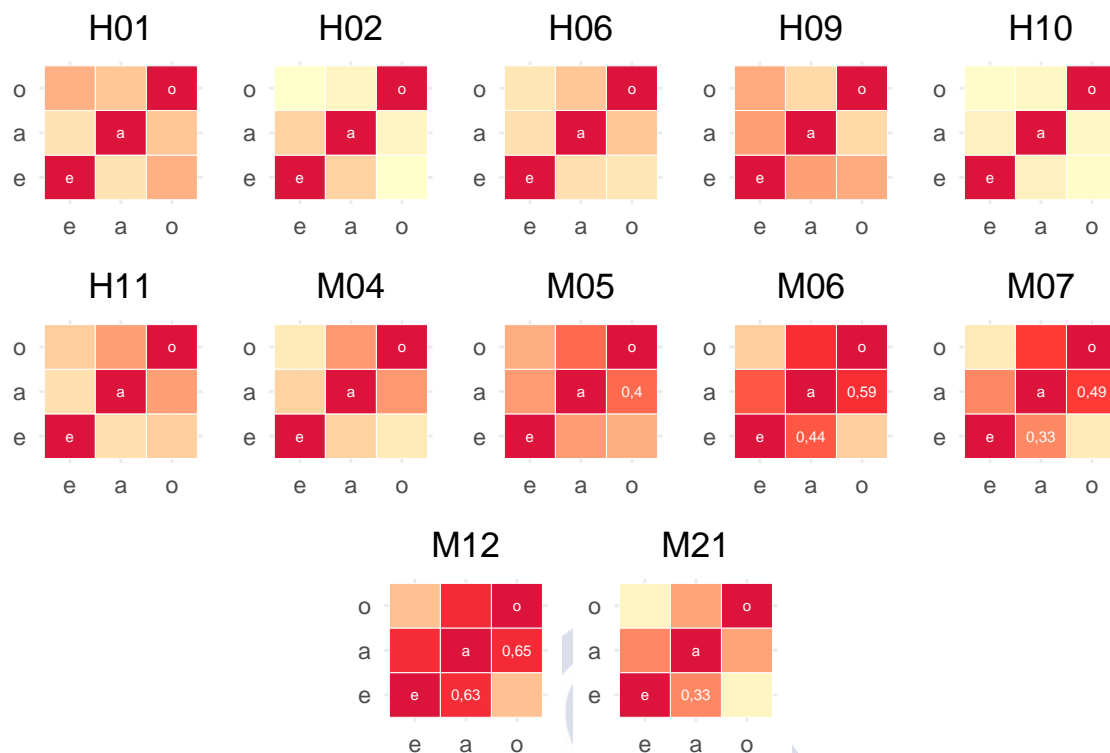 H01 H02 H06 H09 H10
o o o o o o o o o o
a a a a a a a a a a
e e e e e e e e e e
e a o e a o e a o e a o e a o
H11 M04 M05 M06 M07
o o o o o o o o o o
a a a a a a 0,4 a a 0,59 a a 0,49
e e e e e e e e 0,44 e e 0,33
e a o e a o e a o e a o e a o
M12 M21
o o o o
a a 0,65 a a
e e 0,63 e e 0,33
e a o e a o